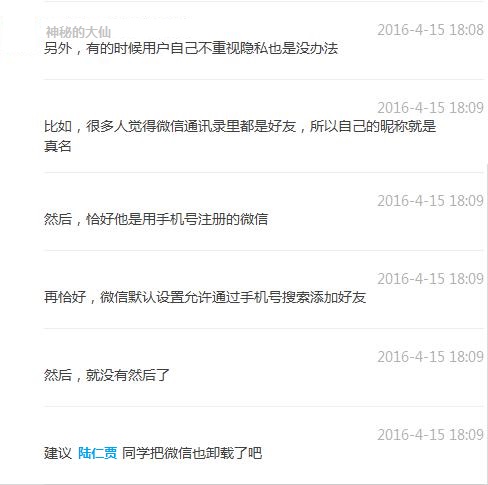 神秘的大仙
2016-4-15 18:08
另外，有的时候用户自己不重视隐私也是没办法
2016-4-15 18:09
比如，很多人觉得微信通讯录里都是好友，所以自己的昵称就是
真名
2016-4-15 18:09
然后，恰好他是用手机号注册的微信
2016-4-15 18:09
再恰好，微信默认设置允许通过手机号搜索添加好友
2016-4-15 18:09
然后，就没有然后了
2016-4-15 18:09
建议 陆仁贾 同学把微信也卸载了吧